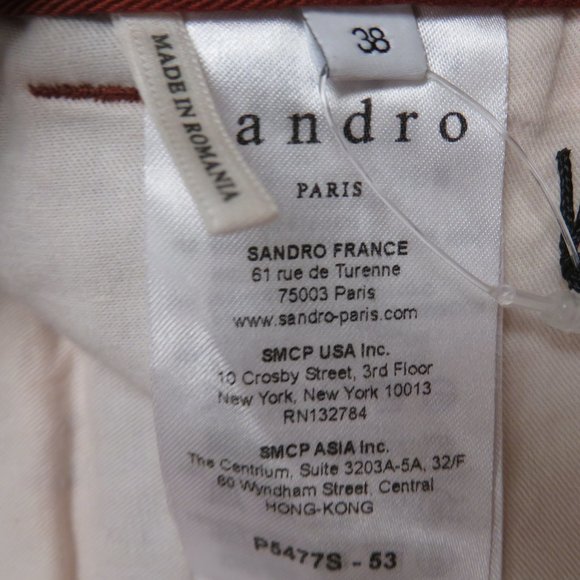 38
MADE IN ROMANIA
andro
PARIS
SANDRO FRANCE
61 rue de Turenne
75003 Paris
www.sandro-paris.com
SMCP USA Inc.
10 Crosby Street, 3rd Floor
New York, New York 10013
RN132784
SMCP ASIA Inc.
The Centrium, Suite 3203A-5A, 32/F
60 Wyndham Street, Central
HONG-KONG
P5477S - 53